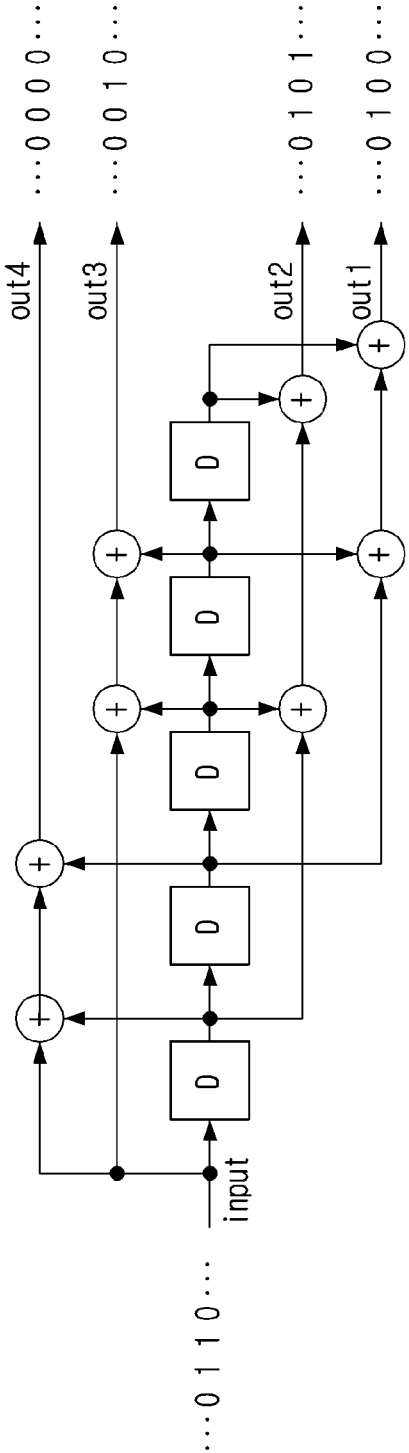 ...0 1 1 0...
input
D
D
D
D
D
+
+
+
+
+
+
+
+
out4
...0 0 0 0...
out3
...0 0 1 0...
out2
...0 1 0 1...
out1
...0 1 0 0...